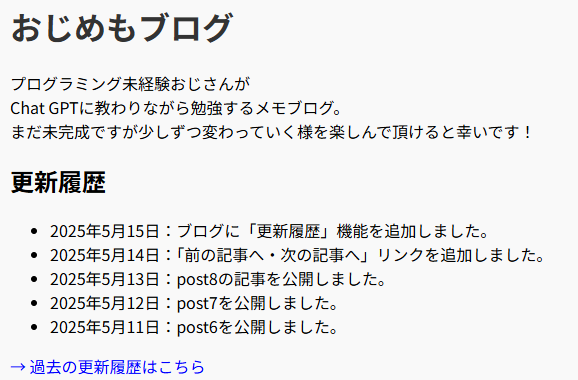 おじめもブログ
プログラミング未経験おじさんが
Chat GPTに教わりながら勉強するメモブログ。
まだ未完成ですが少しずつ変わっていく様を楽しんで頂けると幸いです！
更新履歴
• 2025年5月15日：ブログに「更新履歴」機能を追加しました。
• 2025年5月14日：「前の記事へ・次の記事へ」リンクを追加しました。
• 2025年5月13日：post8の記事を公開しました。
• 2025年5月12日：post7を公開しました。
• 2025年5月11日：post6を公開しました。
→ 過去の更新履歴はこちら